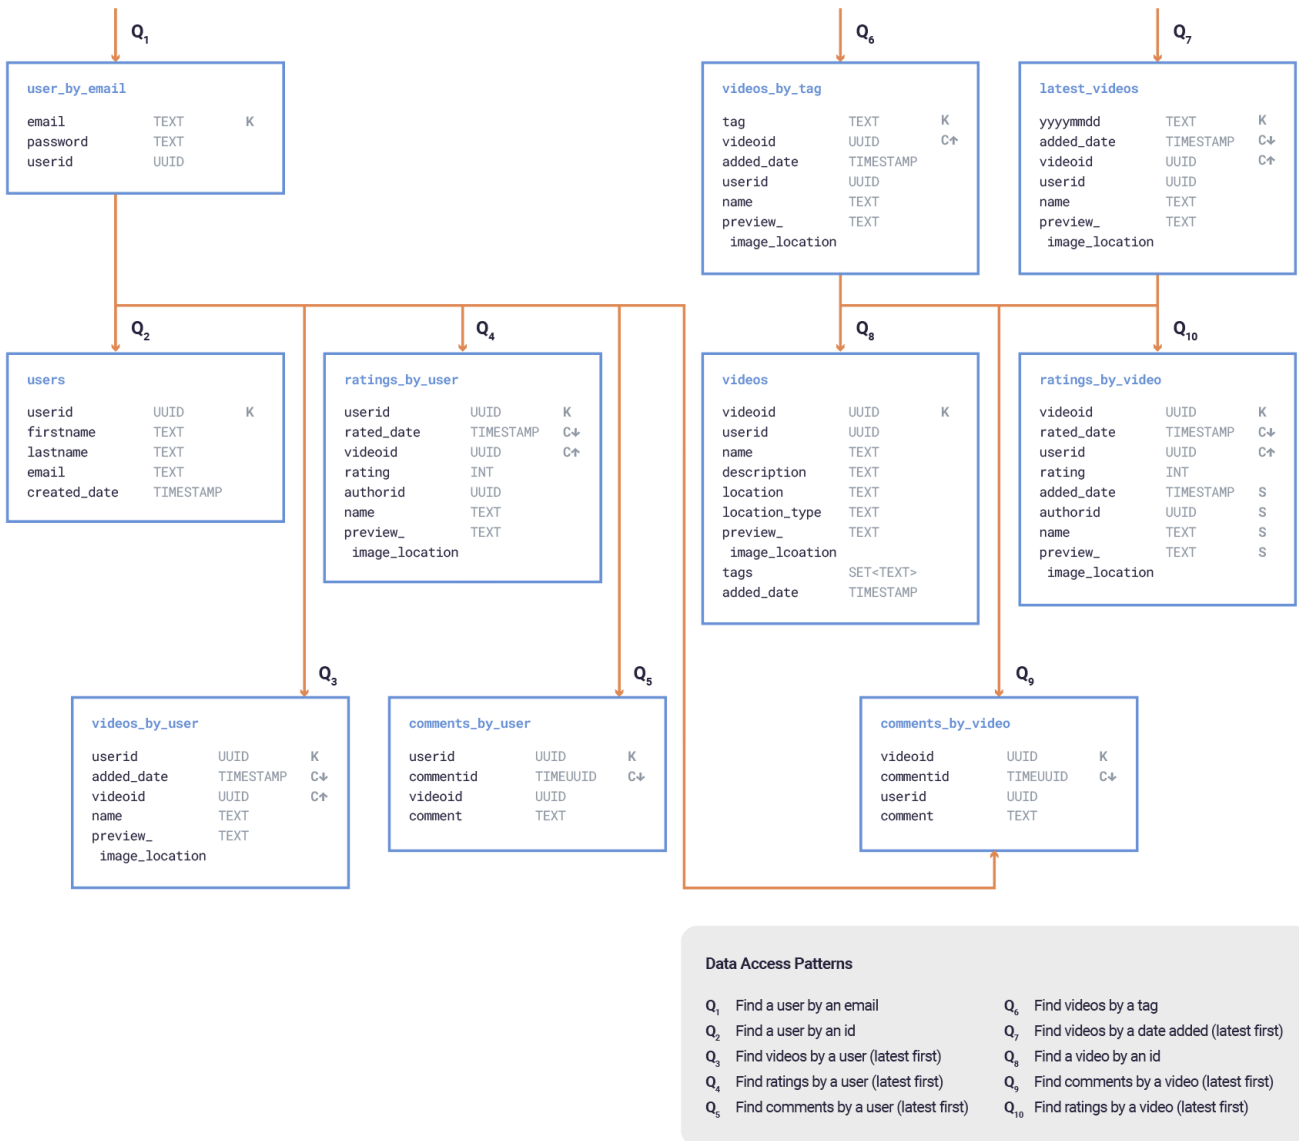 Q1
Q6
Q7
user_by_email
email TEXT K
password TEXT
userid UUID
videos_by_tag
tag TEXT K
videoid UUID C↑
added_date TIMESTAMP
userid UUID
name TEXT
preview_ TEXT
image_location
latest_videos
yyyymmdd TEXT K
added_date TIMESTAMP C↓
videoid UUID C↑
userid UUID
name TEXT
preview_ TEXT
image_location
Q2
Q4
Q8
Q10
users
userid UUID K
firstname TEXT
lastname TEXT
email TEXT
created_date TIMESTAMP
ratings_by_user
userid UUID K
rated_date TIMESTAMP C↓
videoid UUID C↑
rating INT
authorid UUID
name TEXT
preview_ TEXT
image_location
videos
videoid UUID K
userid UUID
name TEXT
description TEXT
location TEXT
location_type TEXT
preview_ TEXT
image_lcoation
tags SET<TEXT>
added_date TIMESTAMP
ratings_by_video
videoid UUID K
rated_date TIMESTAMP C↓
userid UUID C↑
rating INT
added_date TIMESTAMP S
authorid UUID S
name TEXT S
preview_ TEXT S
image_location
Q3
Q5
Q9
videos_by_user
userid UUID K
added_date TIMESTAMP C↓
videoid UUID C↑
name TEXT
preview_ TEXT
image_location
comments_by_user
userid UUID K
commentid TIMEUUID C↓
videoid UUID
comment TEXT
comments_by_video
videoid UUID K
commentid TIMEUUID C↓
userid UUID
comment TEXT
Data Access Patterns
Q1 Find a user by an email
Q2 Find a user by an id
Q3 Find videos by a user (latest first)
Q4 Find ratings by a user (latest first)
Q5 Find comments by a user (latest first)
Q6 Find videos by a tag
Q7 Find videos by a date added (latest first)
Q8 Find a video by an id
Q9 Find comments by a video (latest first)
Q10 Find ratings by a video (latest first)